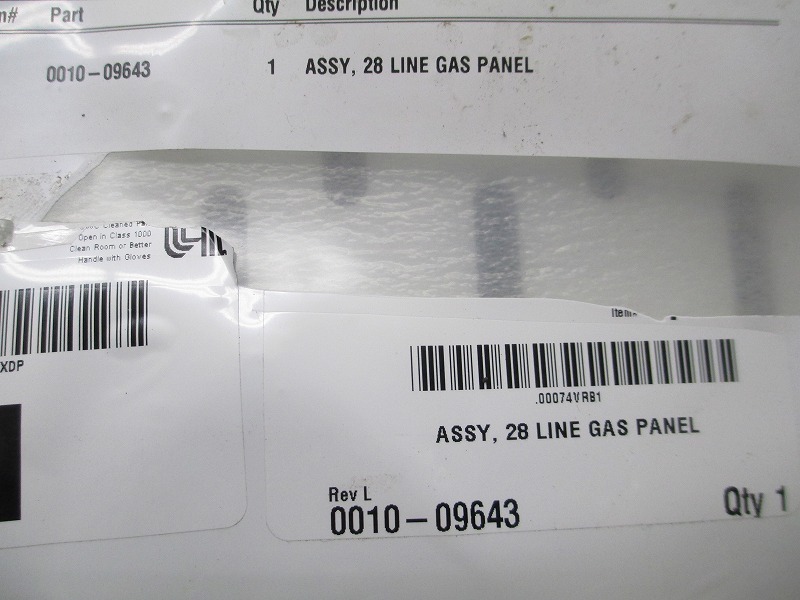 m# Part Qty Description
0010-09643 1 ASSY, 28 LINE GAS PANEL
Open in Class 1000
Clean Room or Better
Handle with Gloves
XDP
.00074VRB1
ASSY, 28 LINE GAS PANEL
Rev L
0010-09643 Qty 1